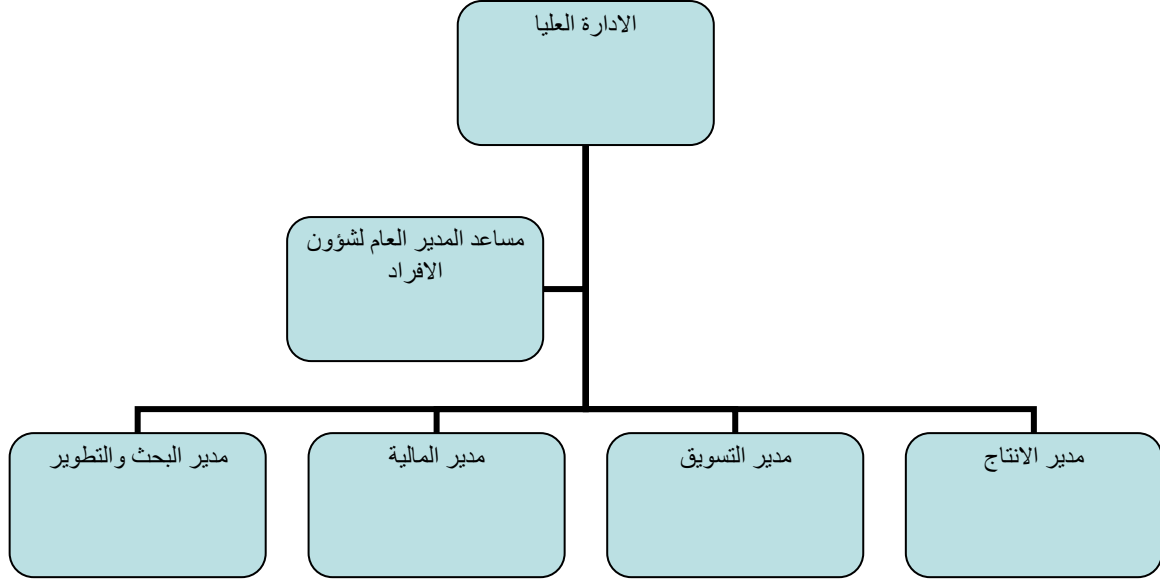 الادارة العليا
مساعد المدير العام لشؤون
الافراد
مدير الانتاج
مدير التسويق
مدير المالية
مدير البحث والتطوير